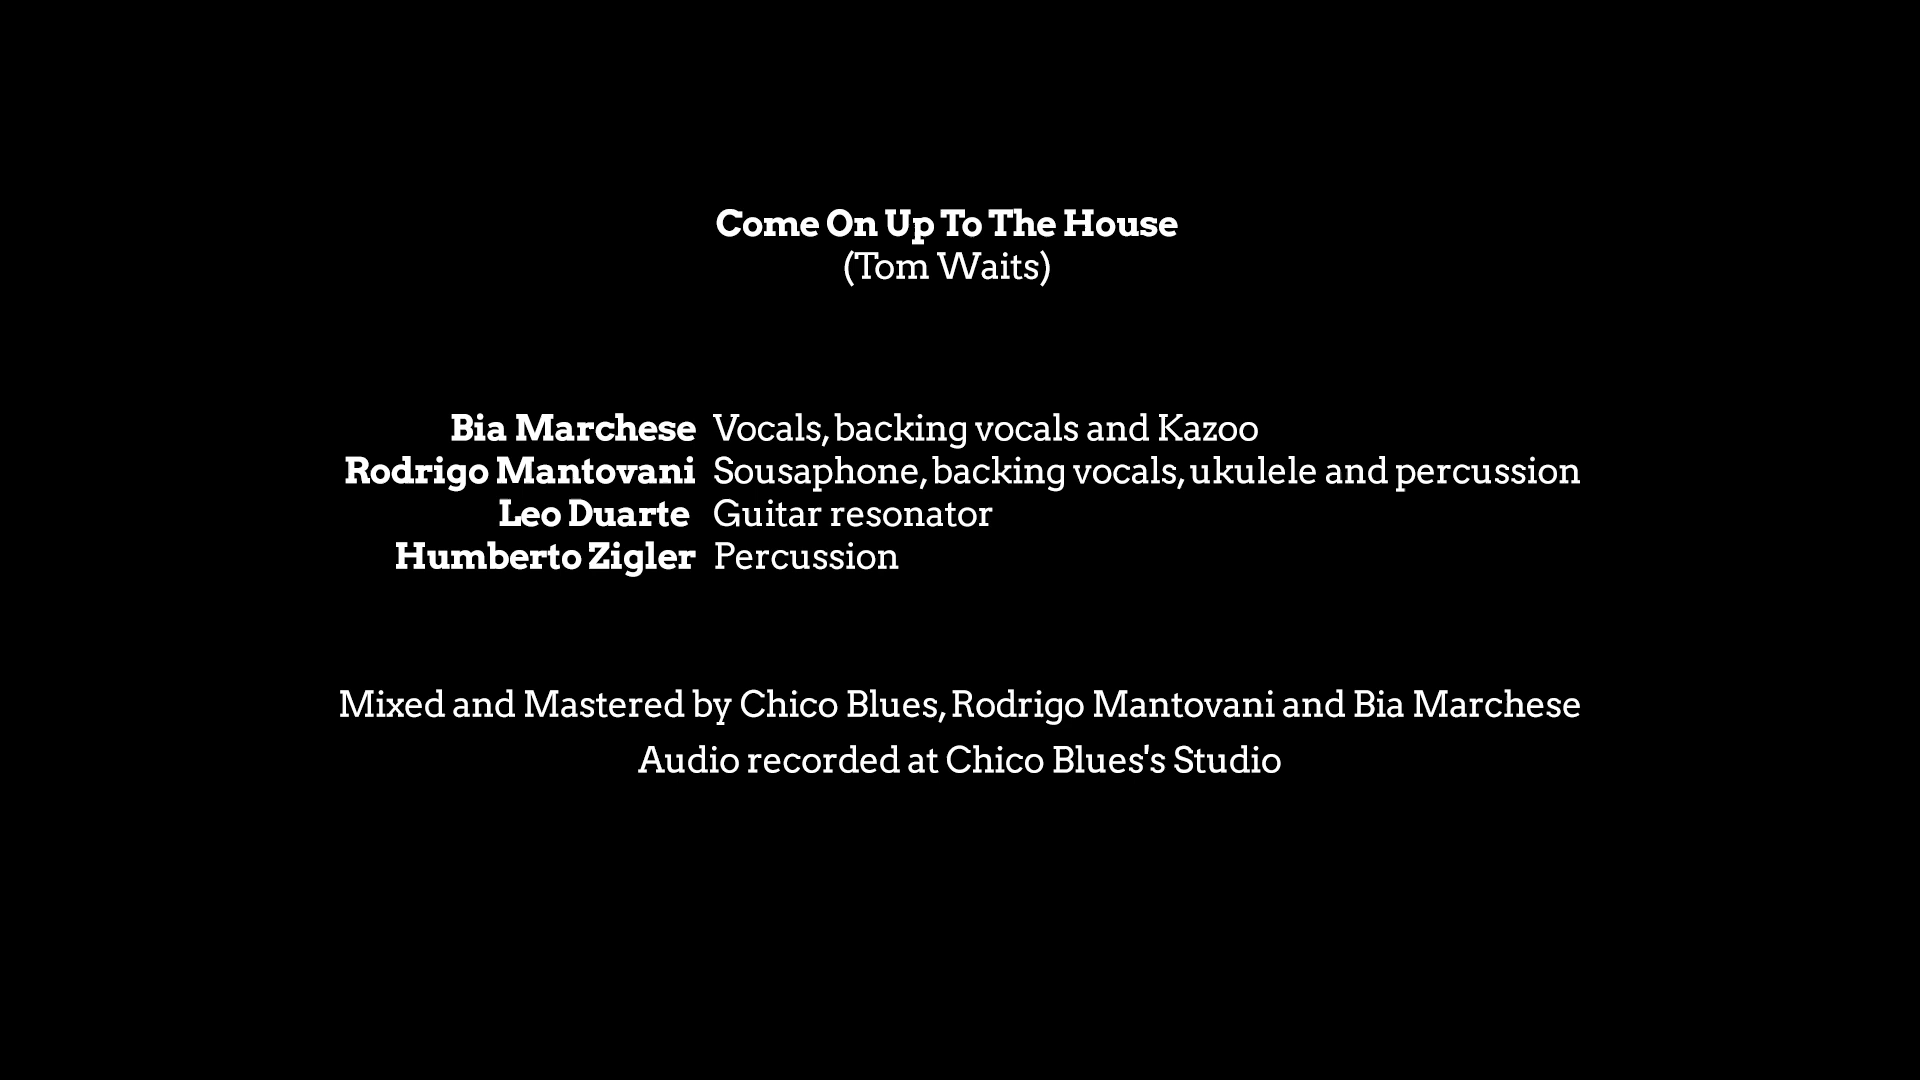 Come On Up To The House
(Tom Waits)
Bia Marchese Vocals, backing vocals and Kazoo
Rodrigo Mantovani Sousaphone, backing vocals, ukulele and percussion
Leo Duarte Guitar resonator
Humberto Zigler Percussion
Mixed and Mastered by Chico Blues, Rodrigo Mantovani and Bia Marchese
Audio recorded at Chico Blues's Studio